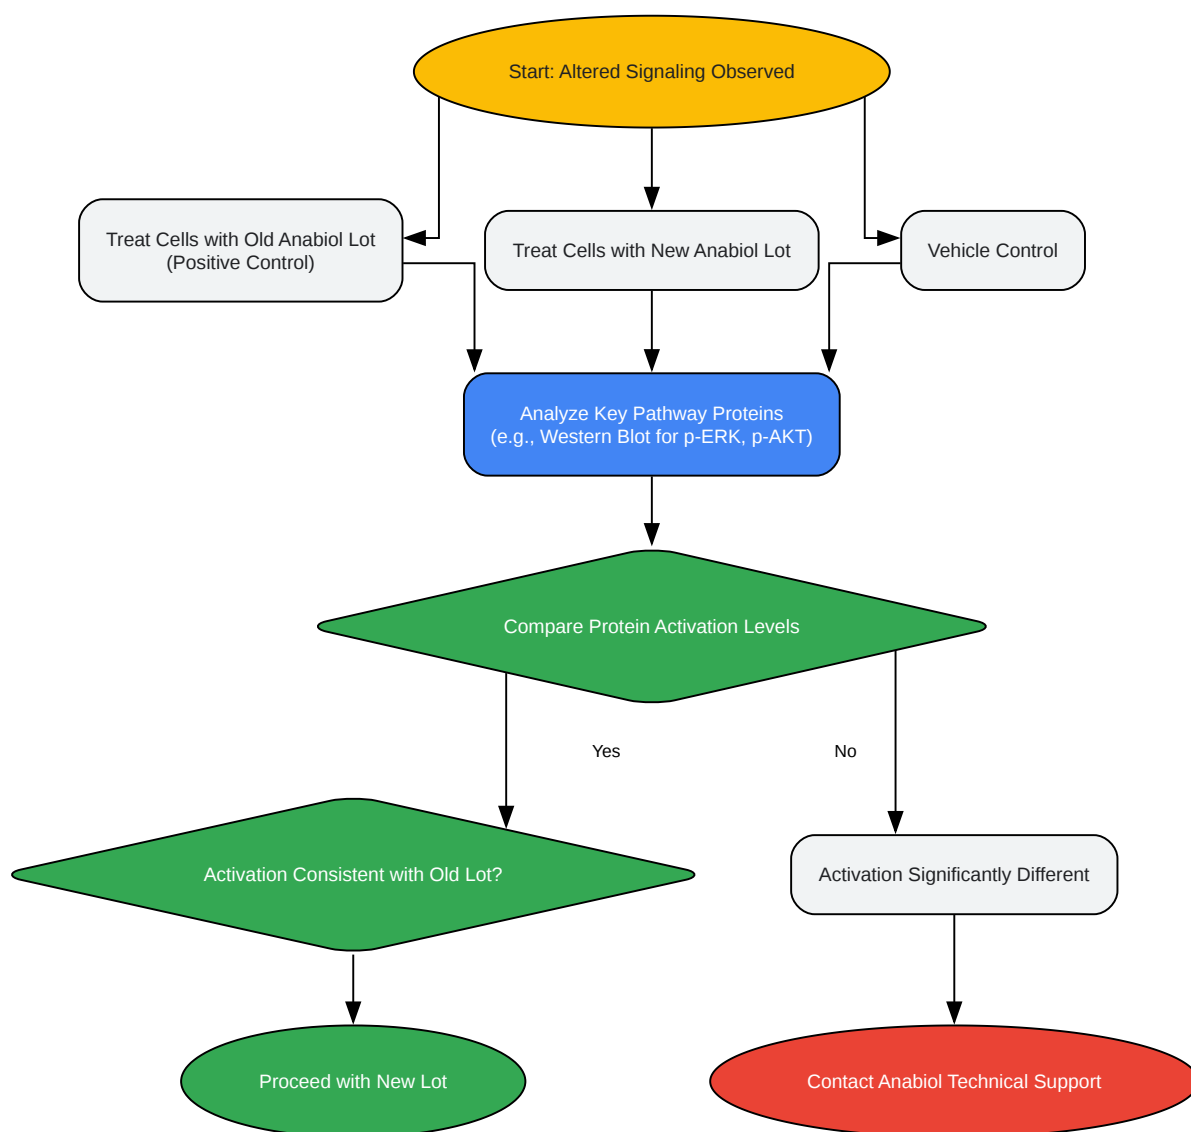 Start: Altered Signaling Observed
Treat Cells with Old Anabiol Lot
(Positive Control)
Treat Cells with New Anabiol Lot
Vehicle Control
Analyze Key Pathway Proteins
(e.g., Western Blot for p-ERK, p-AKT)
Compare Protein Activation Levels
Yes
No
Activation Consistent with Old Lot?
Activation Significantly Different
Proceed with New Lot
Contact Anabiol Technical Support